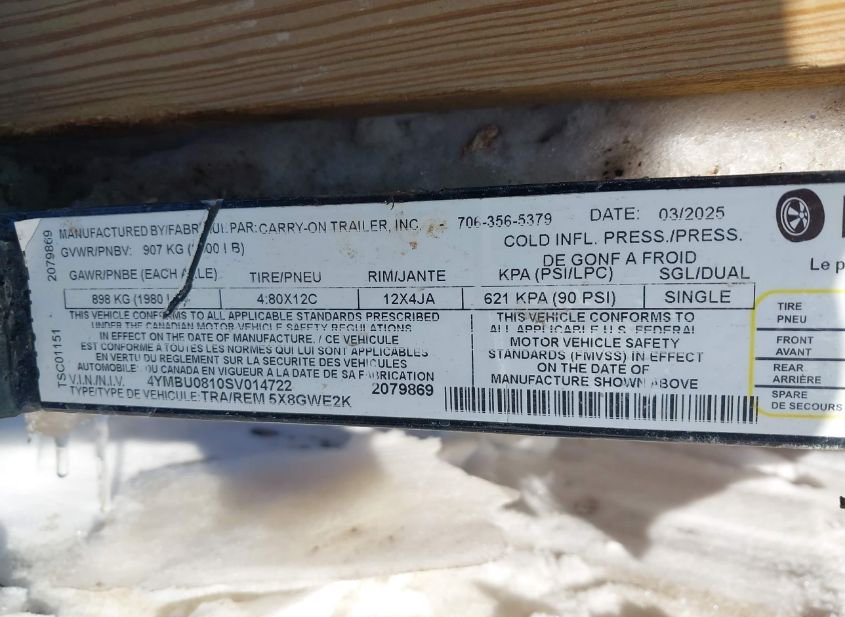 MANUFACTURED BY/FABR UL PAR: CARRY-ON TRAILER, INC. 706-356-5379 DATE: 03/2025
GVWR/PNBV: 907 KG ( 00 LB) COLD INFL. PRESS./PRESS.
DE GONF A FROID
GAWR/PNBE (EACH / LE) TIRE/PNEU RIM/JANTE KPA (PSI/LPC) SGL/DUAL
898 KG (1980 L 4:80X12C 12X4JA 621 KPA (90 PSI) SINGLE
THIS VEHICLE CONFORMS TO ALL APPLICABLE STANDARDS PRESCRIBED
UNDER THE CANADIAN MOTOR VEHICLE SAFETY REGULATIONS
IN EFFECT ON THE DATE OF MANUFACTURE. / CE VEHICULE
EST CONFORME A TOUTES LES NORMES QUI LUI SONT APPLICABLES
EN VERTU DU REGLEMENT SUR LA SECURITE DES VEHICULES
AUTOMOBILES DU CANADA EN VIGUEUR A LA DATE DE SA FABRICATION
V.I.N./N.I.V. 4YMBU0810SV014722
TYPE/TYPE DE VEHICULE: TRA/REM 5X8GWE2K 2079869
THIS VEHICLE CONFORMS TO
ALL APPLICABLE U.S. FEDERAL
MOTOR VEHICLE SAFETY
STANDARDS (FMVSS) IN EFFECT
ON THE DATE OF
MANUFACTURE SHOWN ABOVE
2079869
TSC01151
Le p
TIRE
PNEU
FRONT
AVANT
REAR
ARRIÈRE
SPARE
DE SECOURS